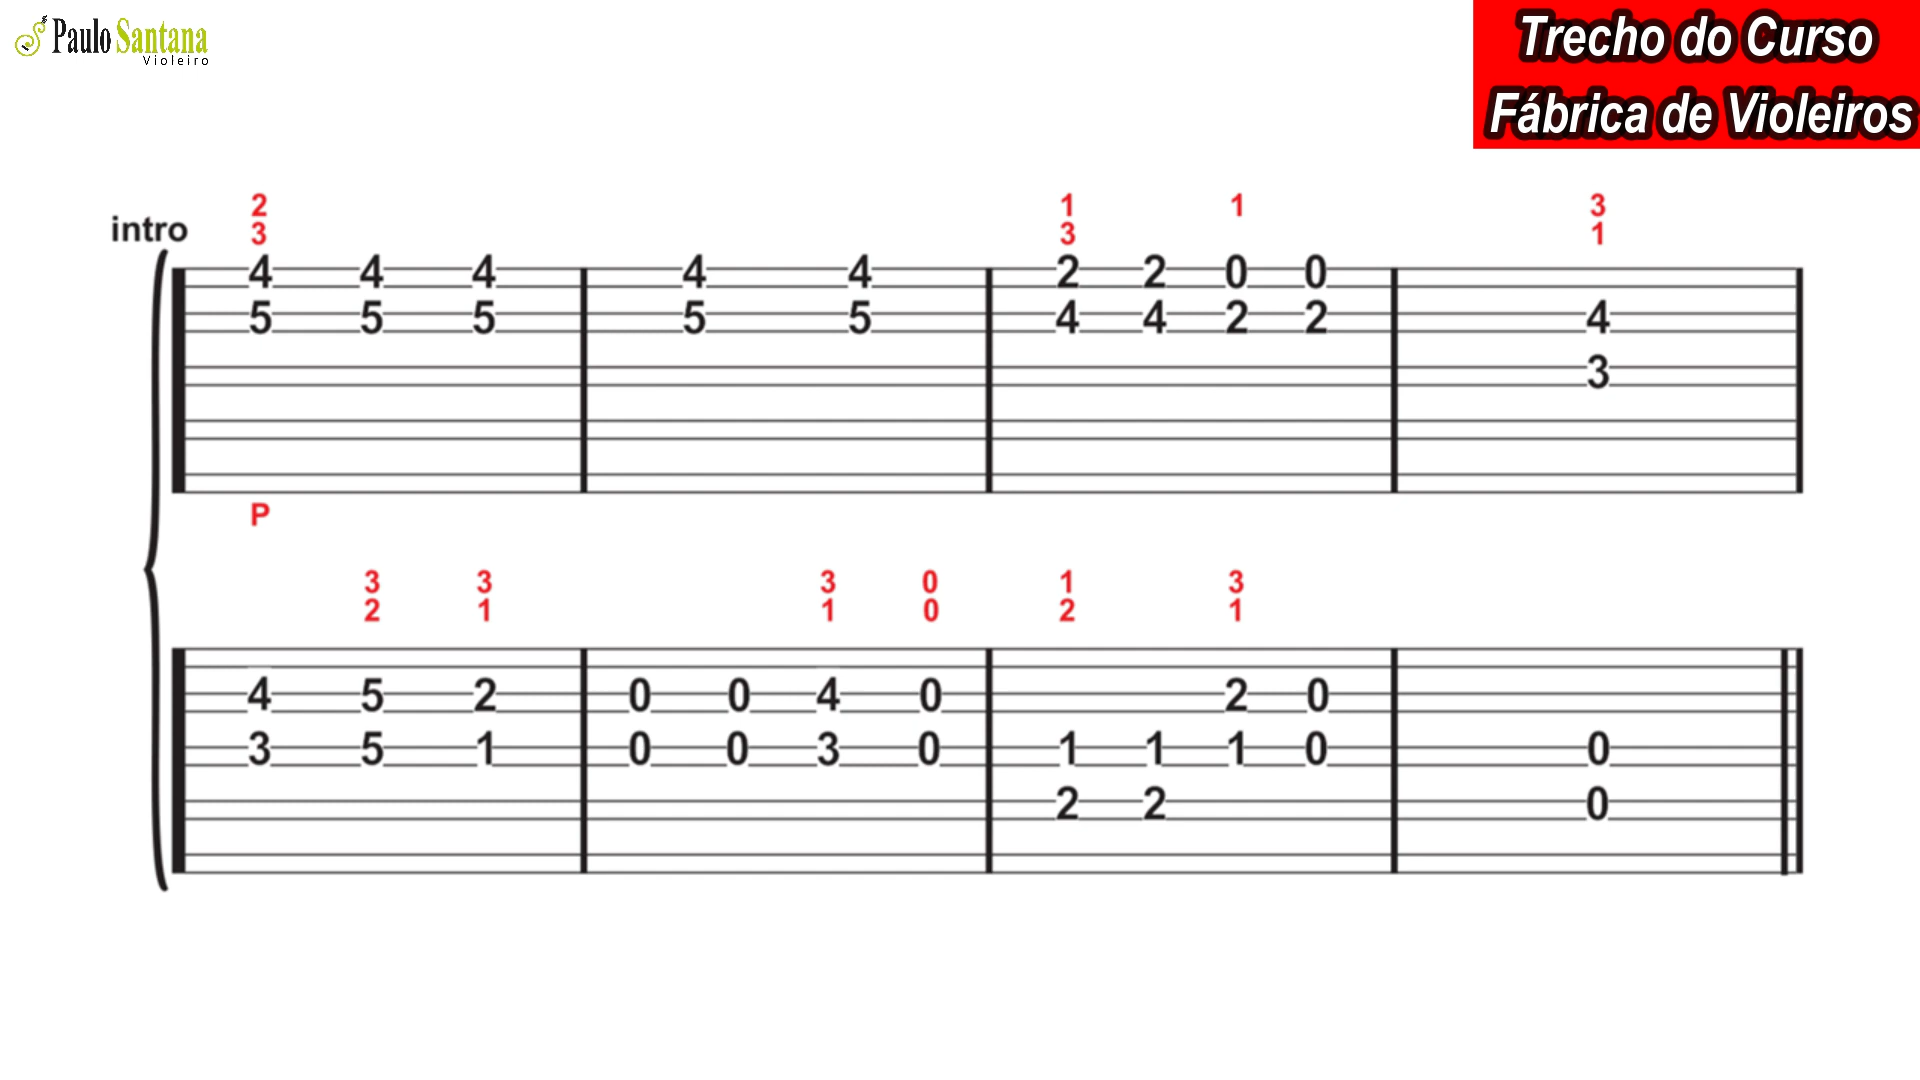 Paulo Santana
Violeiro
Trecho do Curso
Fábrica de Violeiros
intro
2 1 1 3
3 3 1
4 4 4 4 4 2 2 0 0
5 5 5 5 5 4 4 2 2 4
3
P
3 3 3 0 1 3
2 1 1 0 2 1
4 5 2 0 0 4 0 2 0
3 5 1 0 0 3 0 1 1 1 0 0
2 2 0